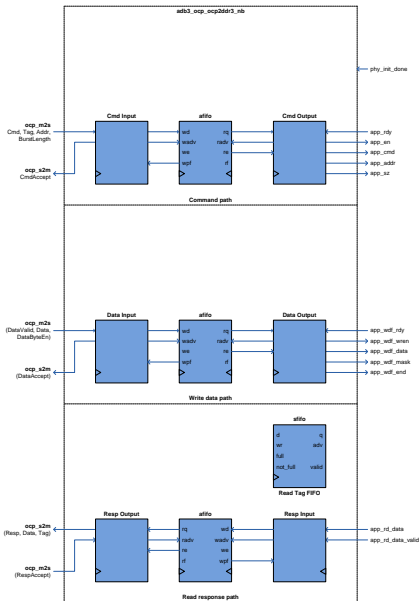 adb3_ocp_ocp2ddr3_nb
phy_init_done
Cmd Input
afifo
Cmd Output
ocp_m2s
Cmd, Tag, Addr,
BurstLength
wd
rq
app_rdy
wadv
radv
app_en
we
re
app_cmd
wpf
rf
app_addr
ocp_s2m
CmdAccept
app_sz
Command path
Data Input
afifo
Data Output
ocp_m2s
(DataValid, Data,
DataByteEn)
wd
rq
app_wdf_rdy
wadv
radv
app_wdf_wren
we
re
app_wdf_data
wpf
rf
app_wdf_mask
ocp_s2m
(DataAccept)
app_wdf_end
Write data path
sfifo
d
q
wr
adv
full
not_full
valid
Read Tag FIFO
Resp Output
afifo
Resp Input
ocp_s2m
(Resp, Data, Tag)
rq
wd
app_rd_data
radv
wadv
app_rd_data_valid
re
we
rf
wpf
ocp_m2s
(RespAccept)
Read response path